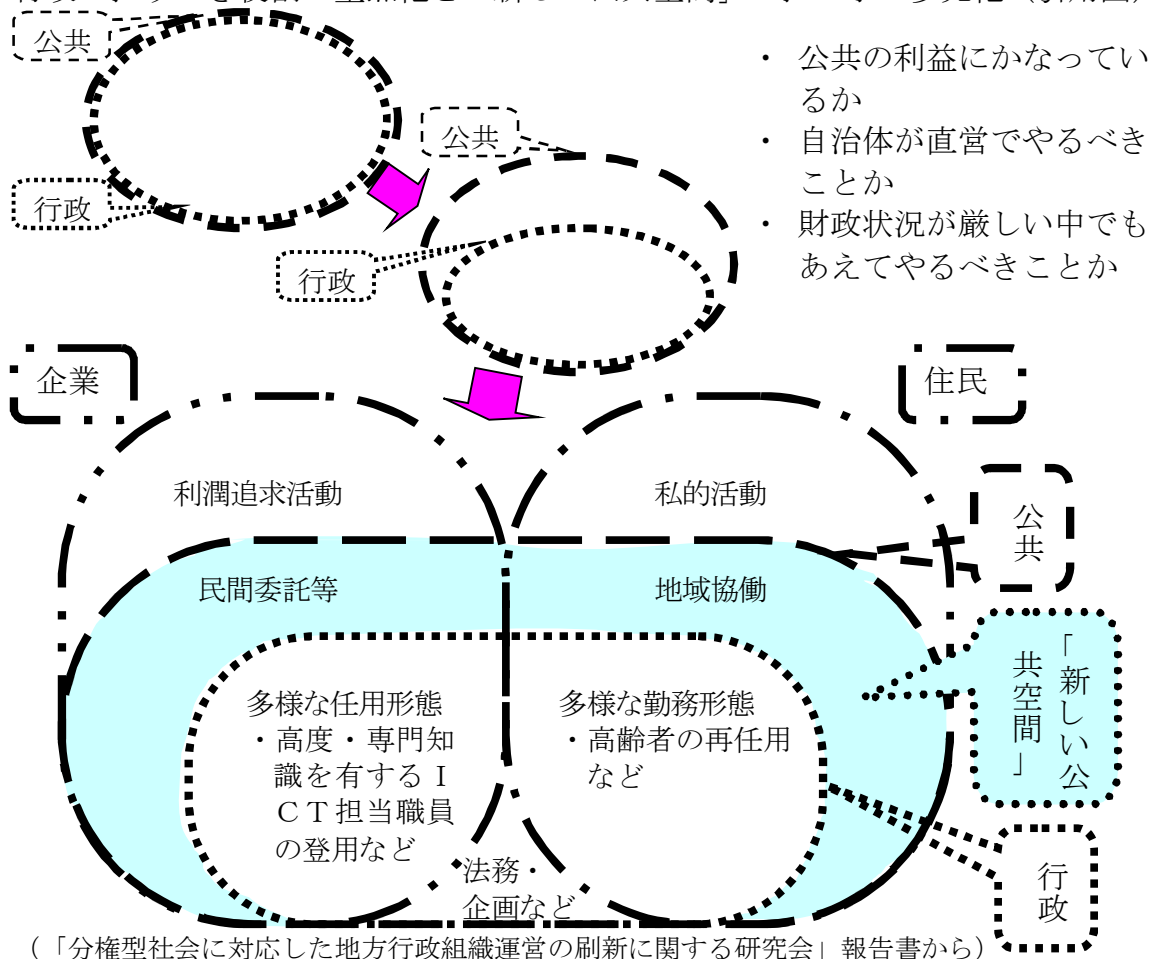 公共
・ 公共の利益にかなってい
るか
・ 自治体が直営でやるべき
ことか
・ 財政状況が厳しい中でも
あえてやるべきことか
公共
行政
行政
企業
住民
利潤追求活動
私的活動
公共
民間委託等
地域協働
「新しい公
共空間」
多様な任用形態
・高度・専門知
識を有するI
CT担当職員
の登用など
多様な勤務形態
・高齢者の再任用
など
法務・
企画など
行政
（「分権型社会に対応した地方行政組織運営の刷新に関する研究会」報告書から）